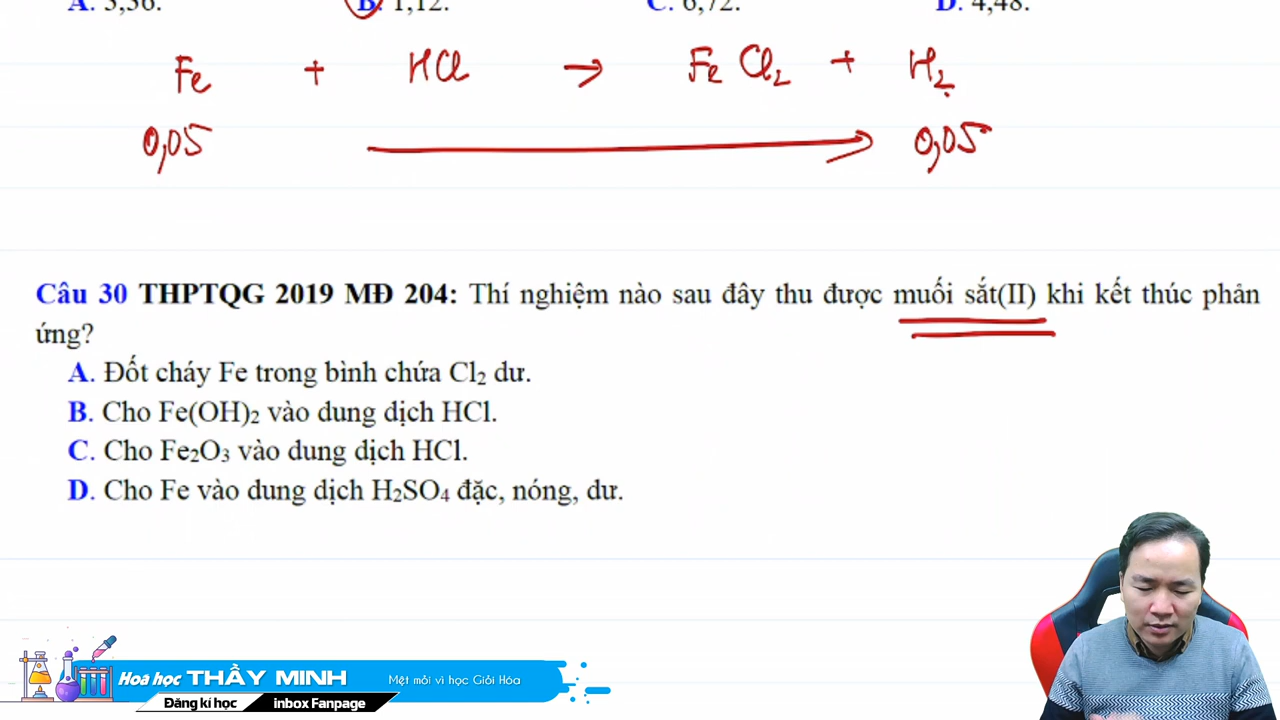 A. 3,36. B. 1,12. C. 6,72. D. 4,48.
Fe + HCl → FeCl₂ + H₂
0,05 0,05
Câu 30 THPTQG 2019 MĐ 204: Thí nghiệm nào sau đây thu được muối sắt(II) khi kết thúc phản
ứng?
A. Đốt cháy Fe trong bình chứa Cl₂ dư.
B. Cho Fe(OH)₂ vào dung dịch HCl.
C. Cho Fe₂O₃ vào dung dịch HCl.
D. Cho Fe vào dung dịch H₂SO₄ đặc, nóng, dư.
Hoá học THẦY MINH Mệt mỏi vì học Giỏi Hóa
Đăng kí học inbox Fanpage